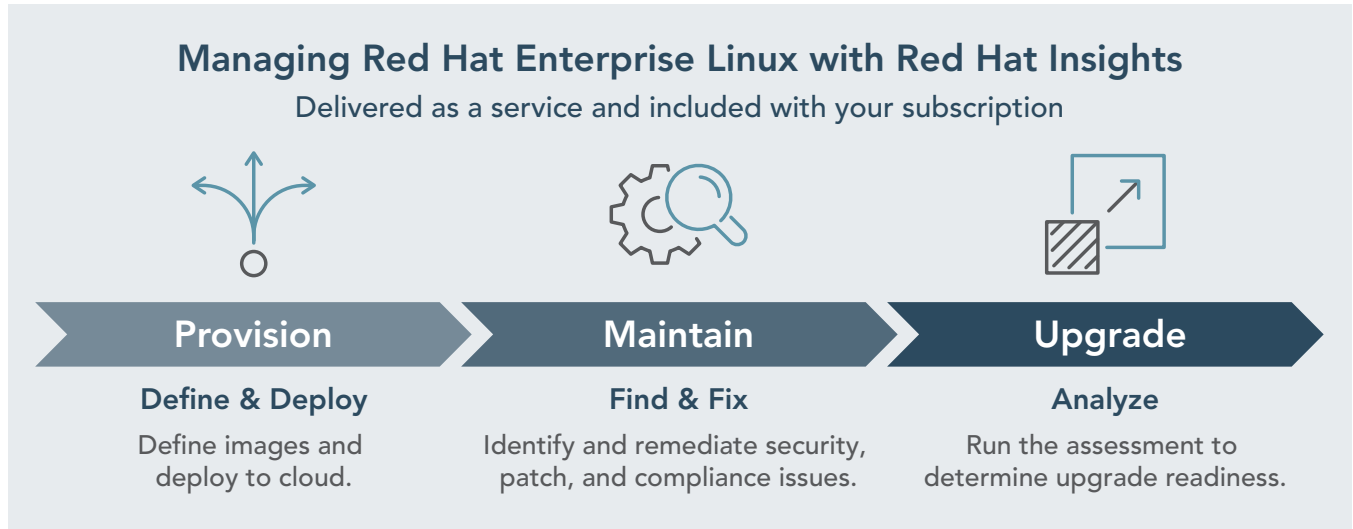 Managing Red Hat Enterprise Linux with Red Hat Insights
Delivered as a service and included with your subscription
Provision
Maintain
Upgrade
Define & Deploy
Find & Fix
Analyze
Define images and
deploy to cloud.
Identify and remediate security,
patch, and compliance issues.
Run the assessment to
determine upgrade readiness.